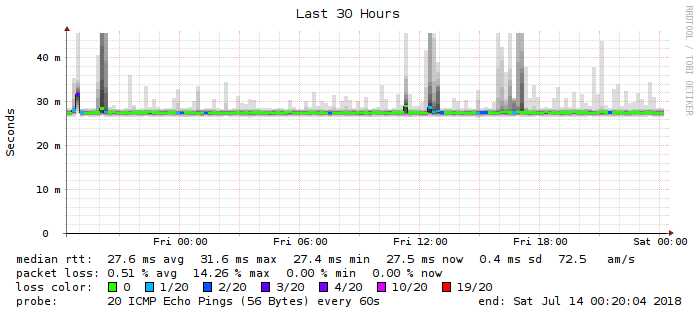 Last 30 Hours
RRDTOOL / TOBI OETIKER
Seconds
40 m
30 m
20 m
10 m
0
Fri 00:00 Fri 06:00 Fri 12:00 Fri 18:00 Sat 00:00
median rtt: 27.6 ms avg 31.6 ms max 27.4 ms min 27.5 ms now 0.4 ms sd 72.5 am/s
packet loss: 0.51 % avg 14.26 % max 0.00 % min 0.00 % now
loss color: 0 1/20 2/20 3/20 4/20 10/20 19/20
probe: 20 ICMP Echo Pings (56 Bytes) every 60s end: Sat Jul 14 00:20:04 2018